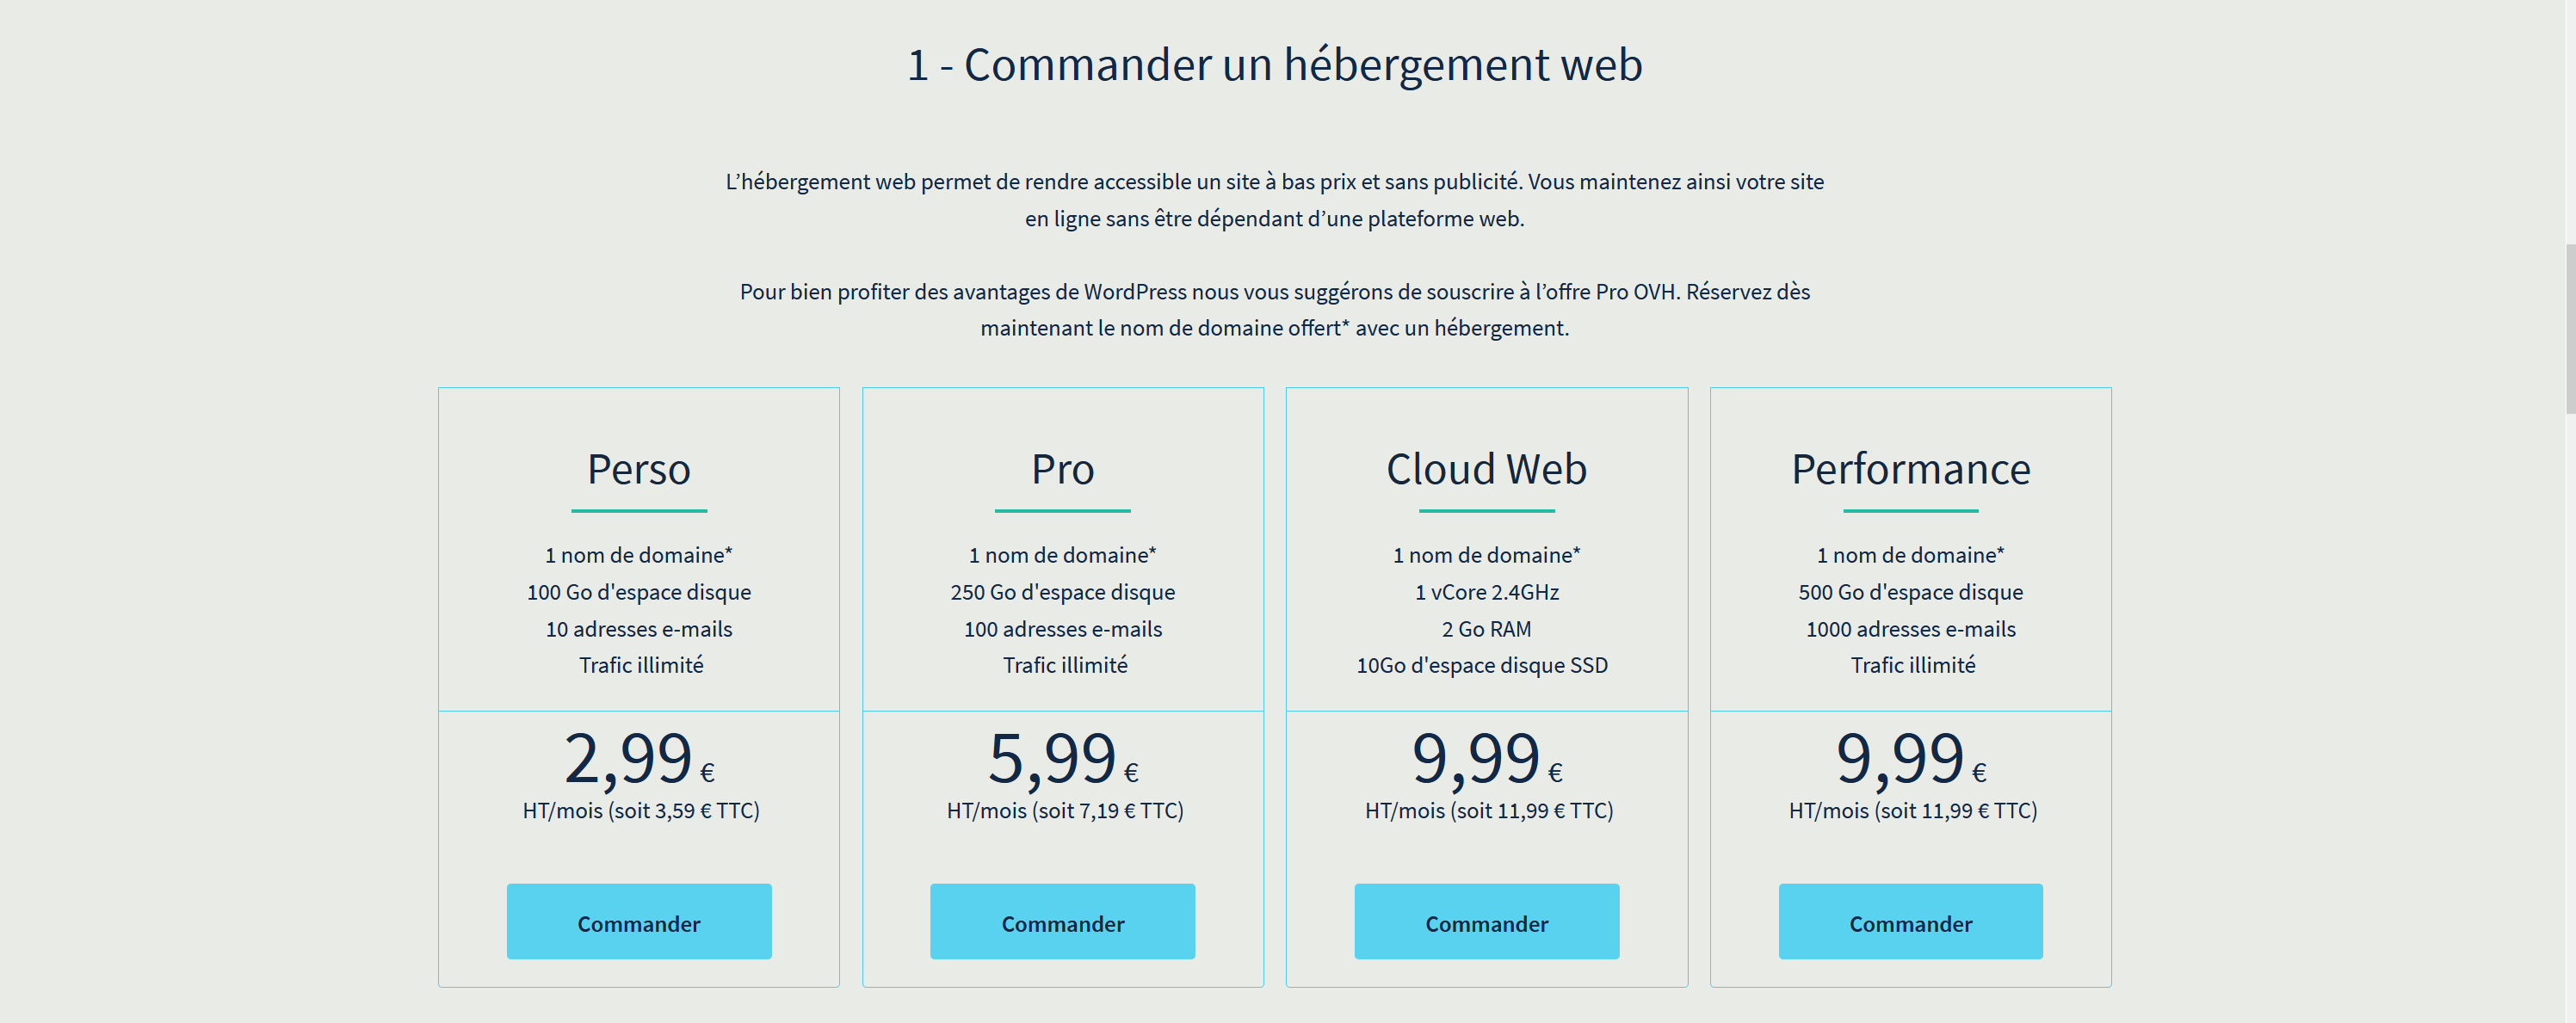 1 - Commander un hébergement web
L’hébergement web permet de rendre accessible un site à bas prix et sans publicité. Vous maintenez ainsi votre site
en ligne sans être dépendant d’une plateforme web.
Pour bien profiter des avantages de WordPress nous vous suggérons de souscrire à l’offre Pro OVH. Réservez dès
maintenant le nom de domaine offert* avec un hébergement.
Perso
1 nom de domaine*
100 Go d'espace disque
10 adresses e-mails
Trafic illimité
2,99 €
HT/mois (soit 3,59 € TTC)
Commander
Pro
1 nom de domaine*
250 Go d'espace disque
100 adresses e-mails
Trafic illimité
5,99 €
HT/mois (soit 7,19 € TTC)
Commander
Cloud Web
1 nom de domaine*
1 vCore 2.4GHz
2 Go RAM
10Go d'espace disque SSD
9,99 €
HT/mois (soit 11,99 € TTC)
Commander
Performance
1 nom de domaine*
500 Go d'espace disque
1000 adresses e-mails
Trafic illimité
9,99 €
HT/mois (soit 11,99 € TTC)
Commander